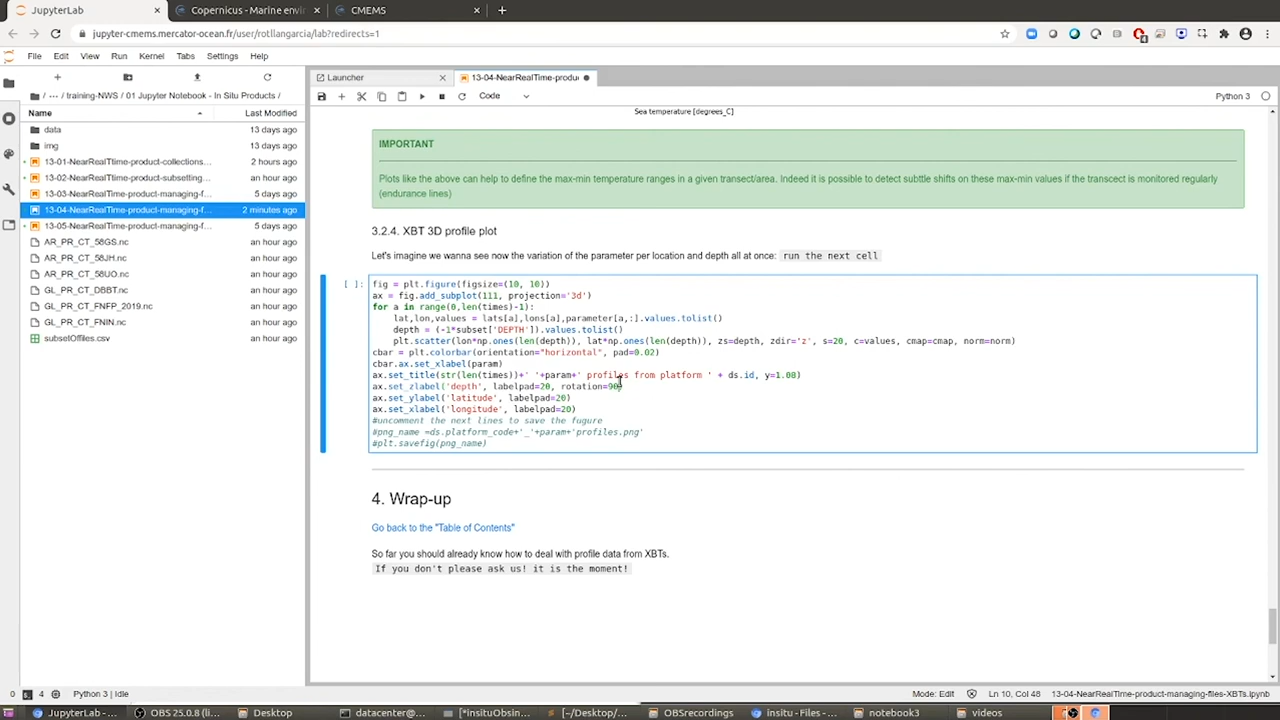 JupyterLab
Copernicus - Marine envir
CMEMS
jupyter-cmems.mercator-ocean.fr/user/rotllangarcia/lab?redirects=1
File Edit View Run Kernel Tabs Settings Help
Launcher
13-04-NearRealTime-produc
Code
Python 3
/ ··· / training-NWS / 01 Jupyter Notebook - In Situ Products /
Name Last Modified
data 13 days ago
img 13 days ago
13-01-NearRealTtime-product-collections... 2 hours ago
13-02-NearRealTime-product-subsetting... an hour ago
13-03-NearRealTime-product-managing-f... 5 days ago
13-04-NearRealTime-product-managing-f... 2 minutes ago
13-05-NearRealTime-product-managing-f... 5 days ago
AR_PR_CT_58GS.nc an hour ago
AR_PR_CT_58JH.nc an hour ago
AR_PR_CT_58UO.nc an hour ago
GL_PR_CT_DBBT.nc an hour ago
GL_PR_CT_FNFP_2019.nc an hour ago
GL_PR_CT_FNIN.nc an hour ago
subsetOffiles.csv an hour ago
Sea temperature [degrees_C]
IMPORTANT
Plots like the above can help to define the max-min temperature ranges in a given transect/area. Indeed it is possible to detect subttle shifts on these max-min values if the transcect is monitored regularly
(endurance lines)
3.2.4. XBT 3D profile plot
Let's imagine we wanna see now the variation of the parameter per location and depth all at once: run the next cell
[ ]:
fig = plt.figure(figsize=(10, 10))
ax = fig.add_subplot(111, projection='3d')
for a in range(0,len(times)-1):
lat,lon,values = lats[a],lons[a],parameter[a,:].values.tolist()
depth = (-1*subset['DEPTH']).values.tolist()
plt.scatter(lon*np.ones(len(depth)), lat*np.ones(len(depth)), zs=depth, zdir='z', s=20, c=values, cmap=cmap, norm=norm)
cbar = plt.colorbar(orientation="horizontal", pad=0.02)
cbar.ax.set_xlabel(param)
ax.set_title(str(len(times))+' '+param+' profiles from platform ' + ds.id, y=1.08)
ax.set_zlabel('depth', labelpad=20, rotation=90)
ax.set_ylabel('latitude', labelpad=20)
ax.set_xlabel('longitude', labelpad=20)
#uncomment the next lines to save the fugure
#png_name =ds.platform_code+'_'+param+'profiles.png'
#plt.savefig(png_name)
4. Wrap-up
Go back to the "Table of Contents"
So far you should already know how to deal with profile data from XBTs.
If you don't please ask us! it is the moment!
0 4 Python 3 | Idle
Mode: Edit Ln 10, Col 48 13-04-NearRealTime-product-managing-files-XBTs.ipynb
JupyterLab - ...
OBS 25.0.8 (li...
Desktop
datacenter@...
[*insituObsin...
[~/Desktop/...
OBSrecordings
insitu - Files - ...
notebook3
videos